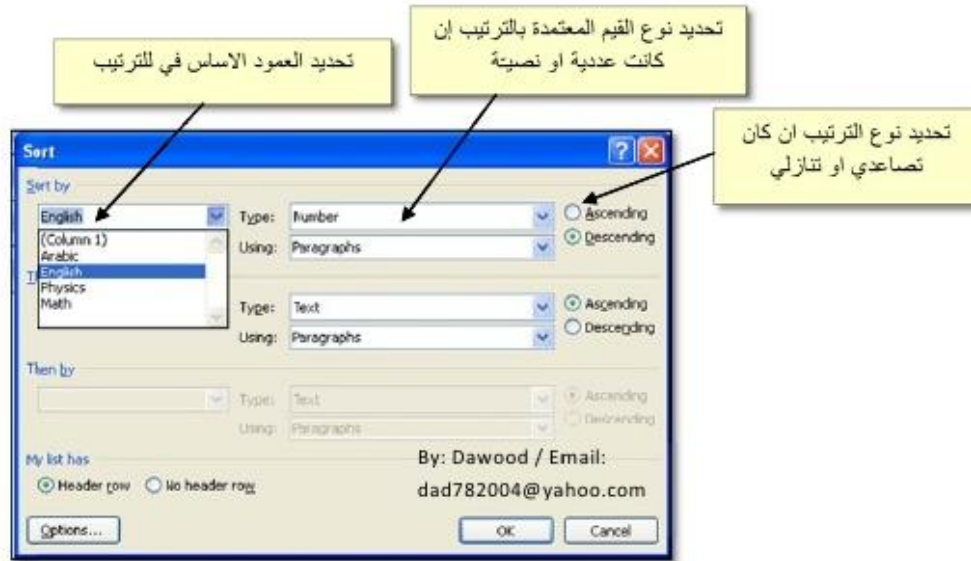 تحديد نوع القيم المعتمدة بالترتيب إن
كانت عددية او نصيتة
تحديد العمود الاساس في للترتيب
تحديد نوع الترتيب ان كان
تصاعدي او تنازلي
Sort
Sort by
English
Type:
Number
Ascending
Using:
Paragraphs
Descending
(Column 1)
Arabic
English
Physics
Math
Type:
Text
Ascending
Using:
Paragraphs
Descending
Then by
Type:
Text
Ascending
Using:
Paragraphs
Descending
My list has
Header row
No header row
By: Dawood / Email:
dad782004@yahoo.com
Options...
OK
Cancel